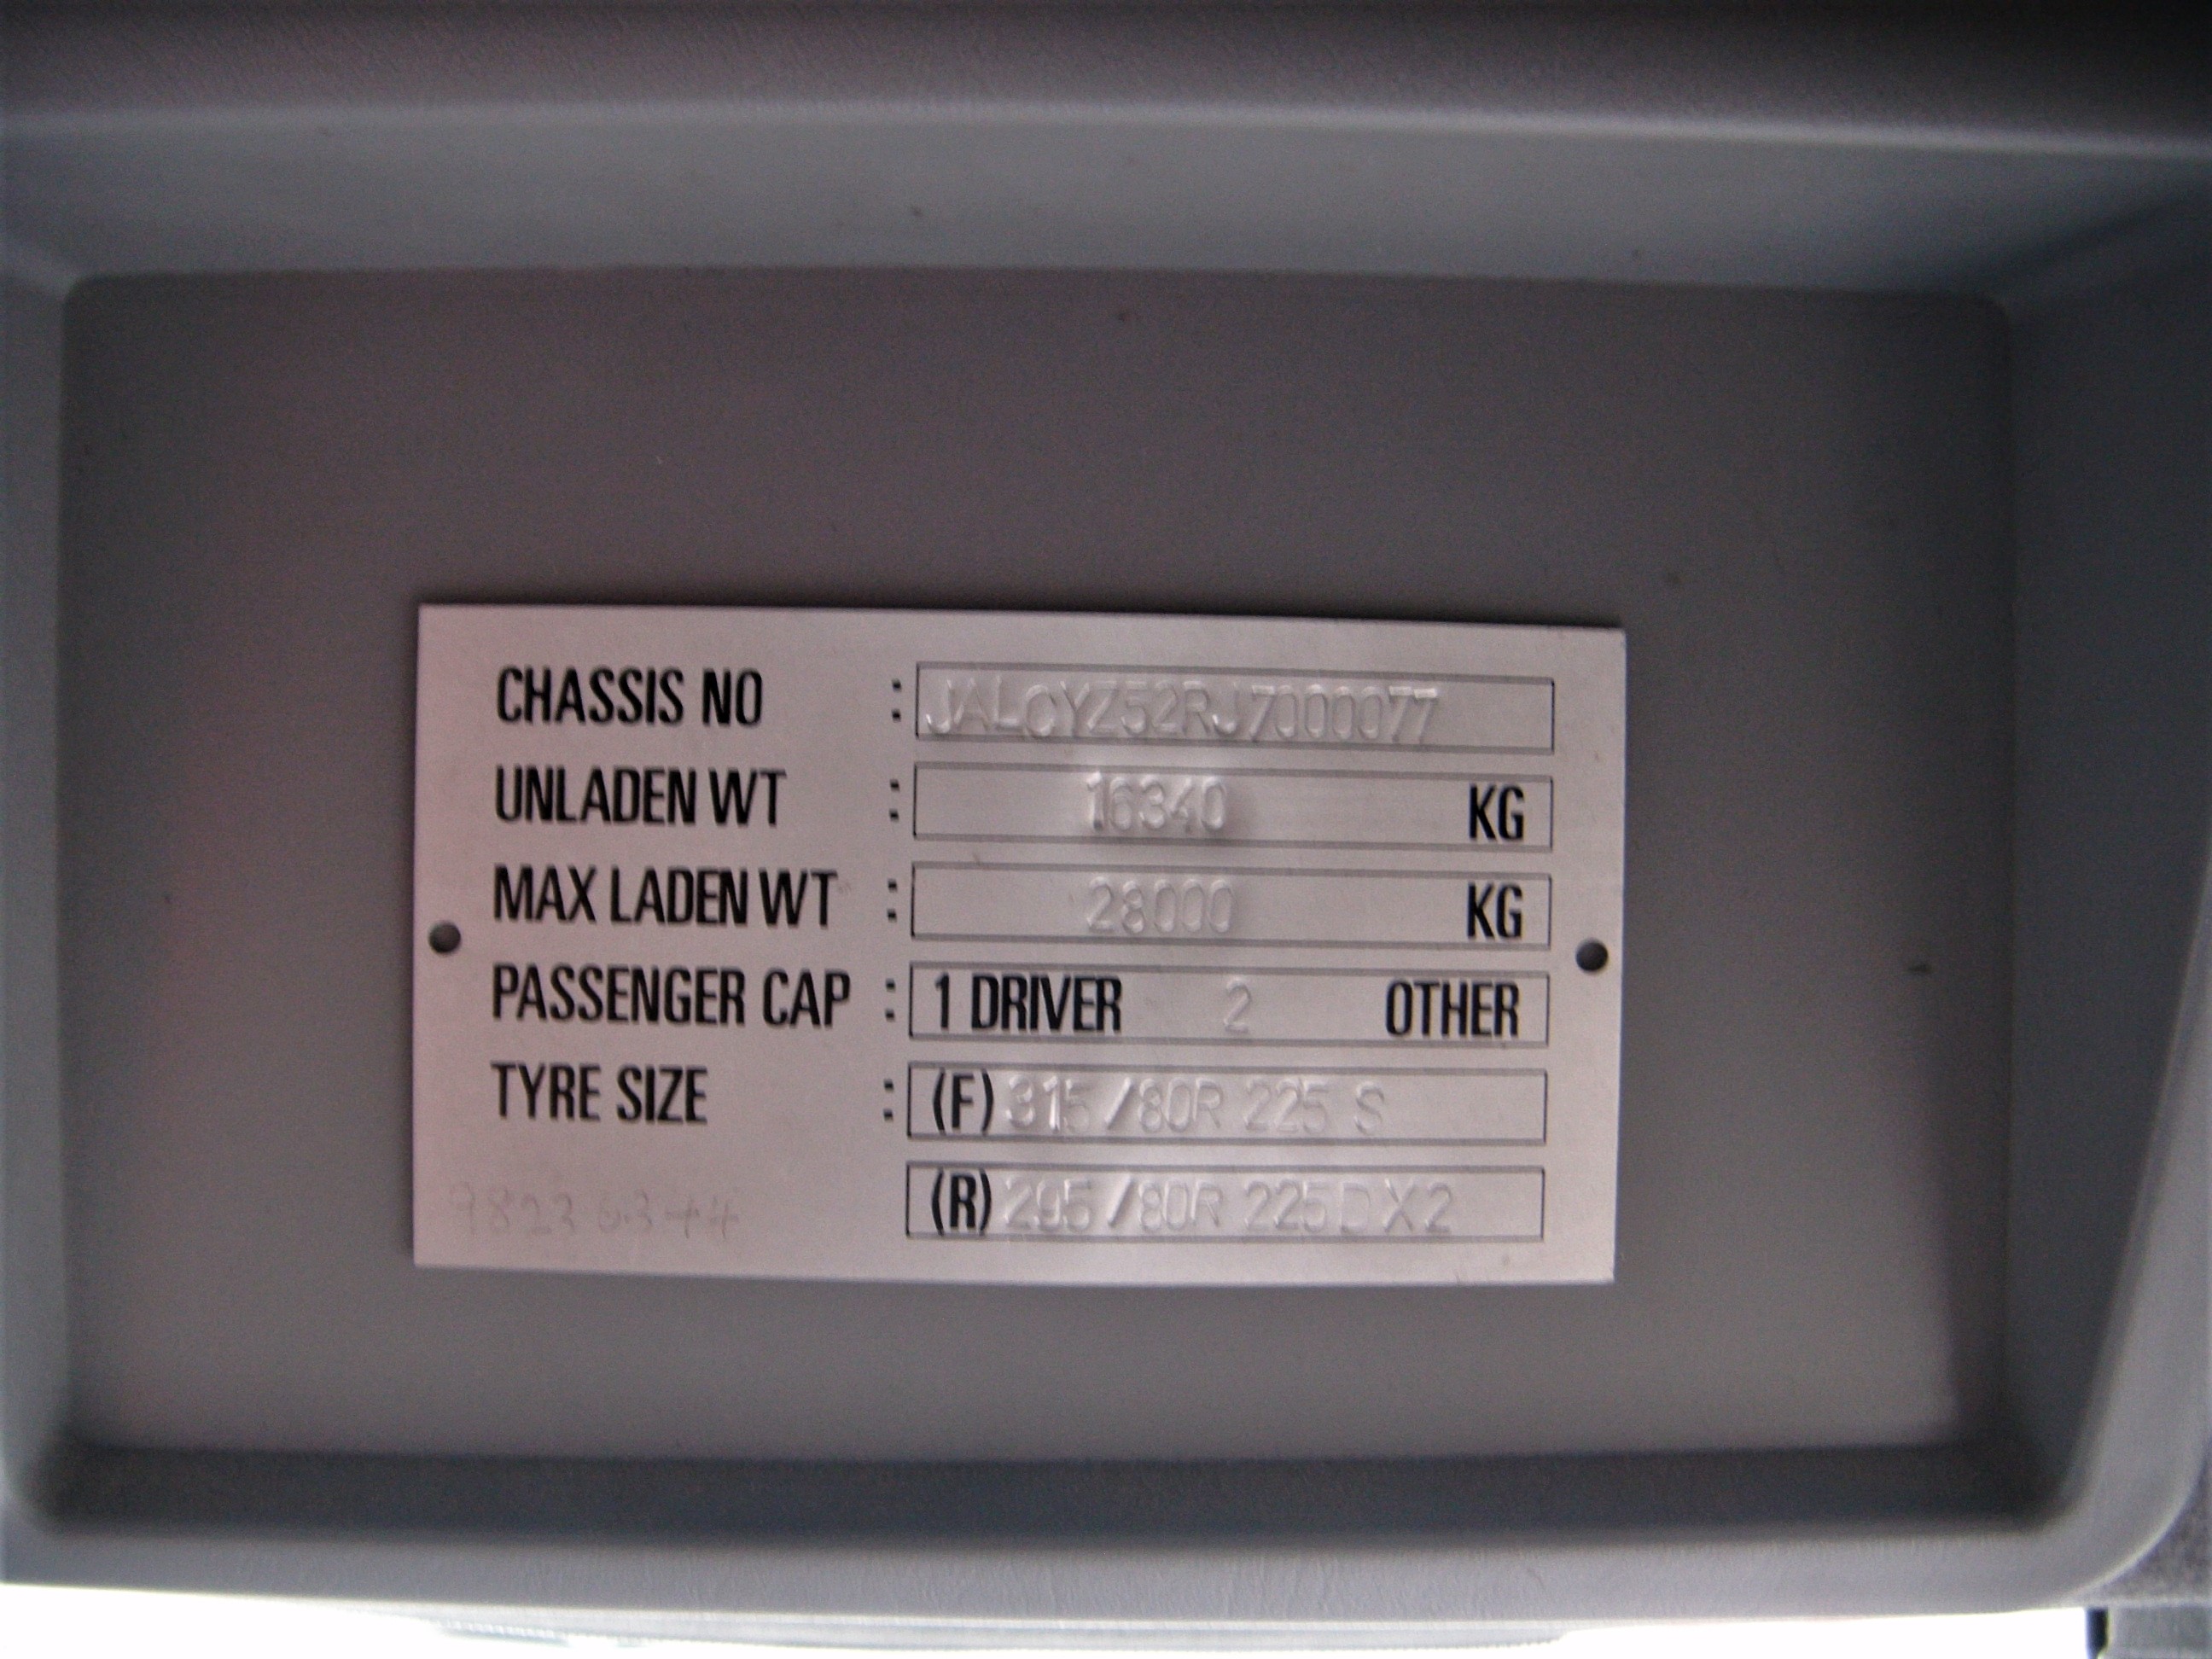 CHASSIS NO : JALCYZ52RJ7000077
UNLADEN WT : 16340 KG
MAX LADEN WT : 28000 KG
PASSENGER CAP : 1 DRIVER 2 OTHER
TYRE SIZE : (F) 315/80R 225 S
(R) 295/80R 225D X2